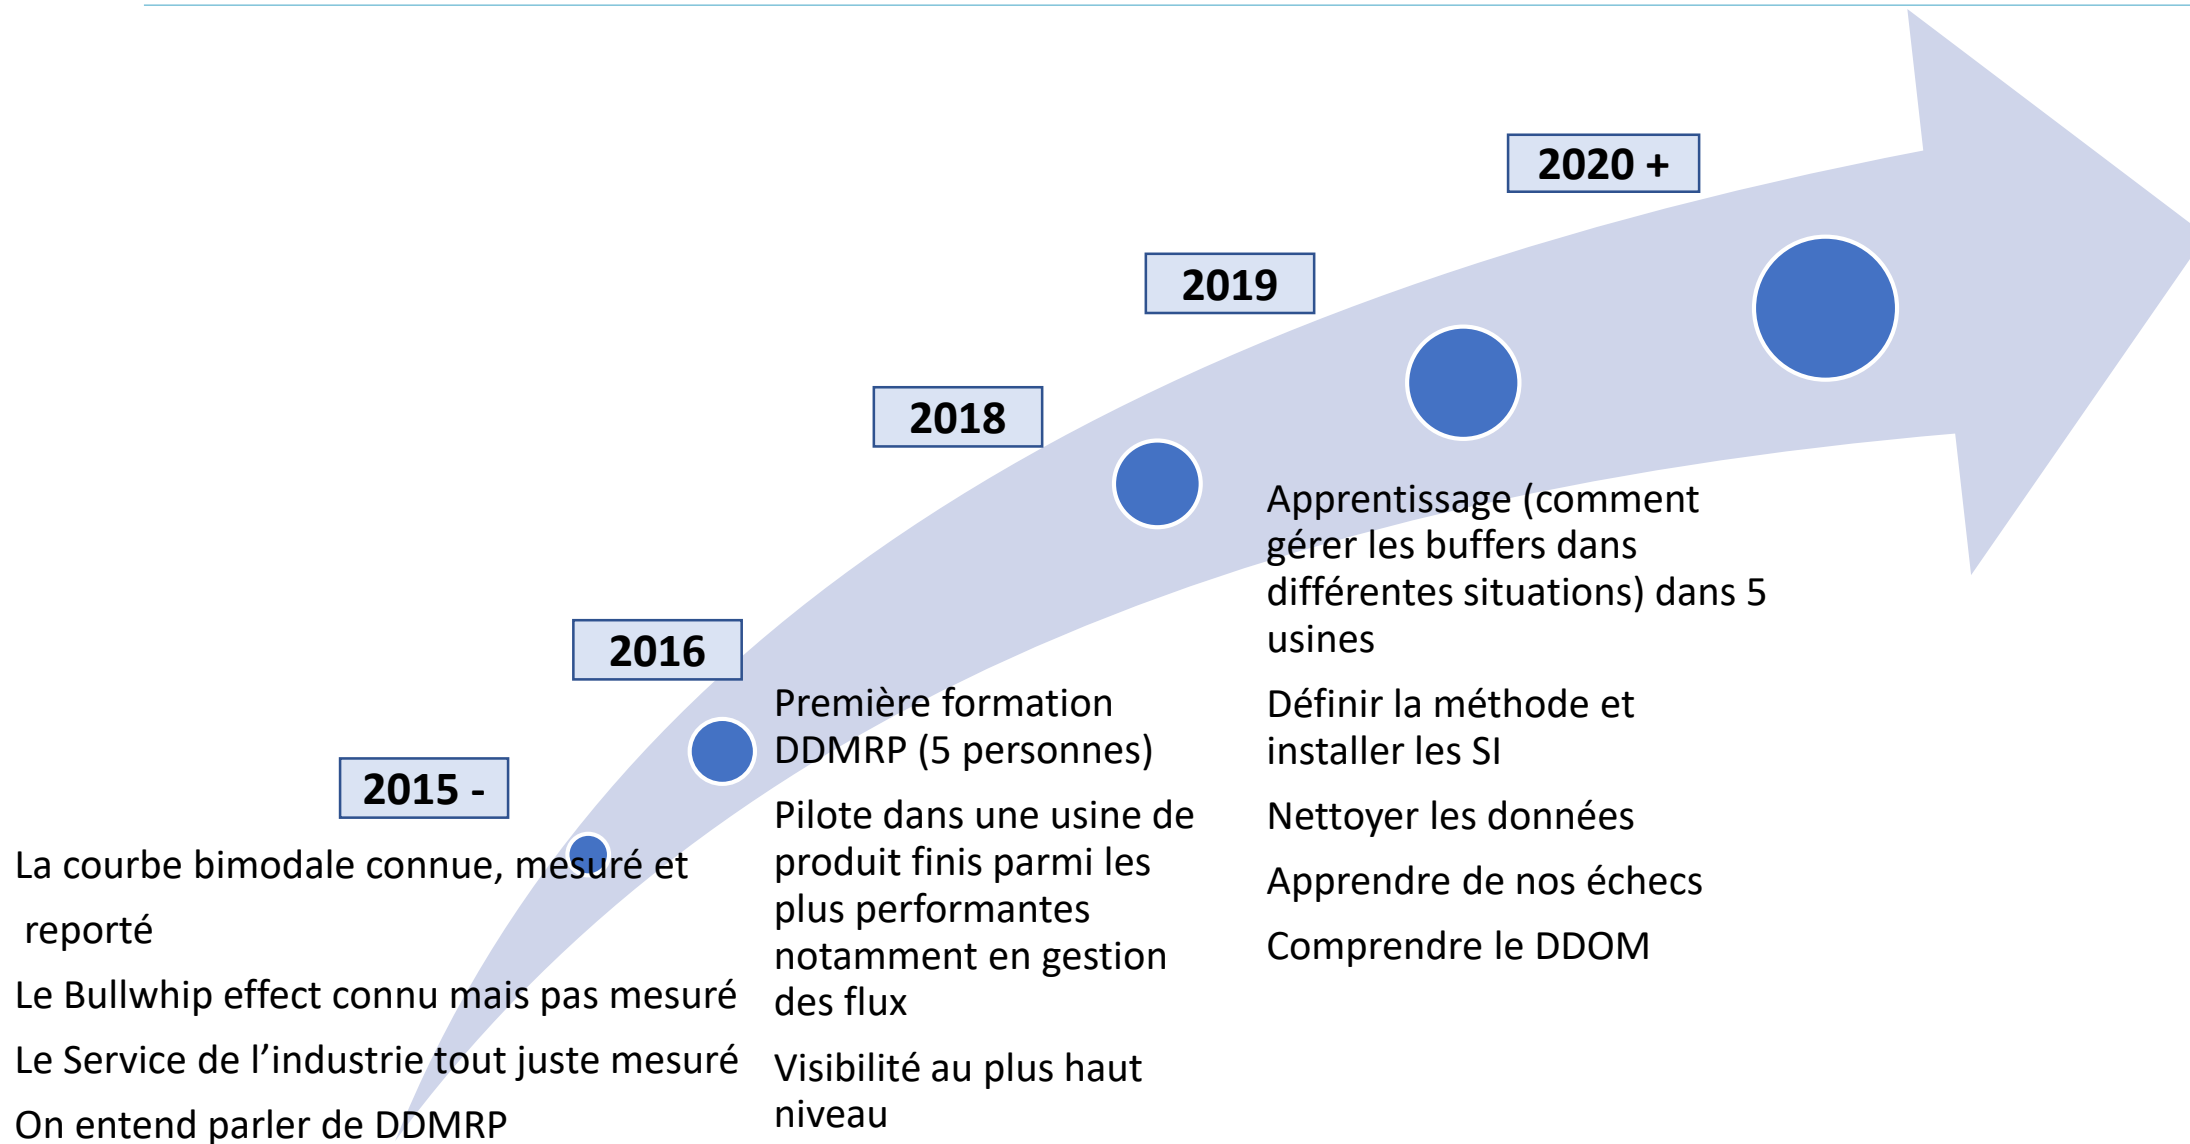 2020 +
2019
2018
2016
2015 -
La courbe bimodale connue, mesuré et
reporté
Le Bullwhip effect connu mais pas mesuré
Le Service de l’industrie tout juste mesuré
On entend parler de DDMRP
Première formation
DDMRP (5 personnes)
Pilote dans une usine de
produit finis parmi les
plus performantes
notamment en gestion
des flux
Visibilité au plus haut
niveau
Apprentissage (comment
gérer les buffers dans
différentes situations) dans 5
usines
Définir la méthode et
installer les SI
Nettoyer les données
Apprendre de nos échecs
Comprendre le DDOM